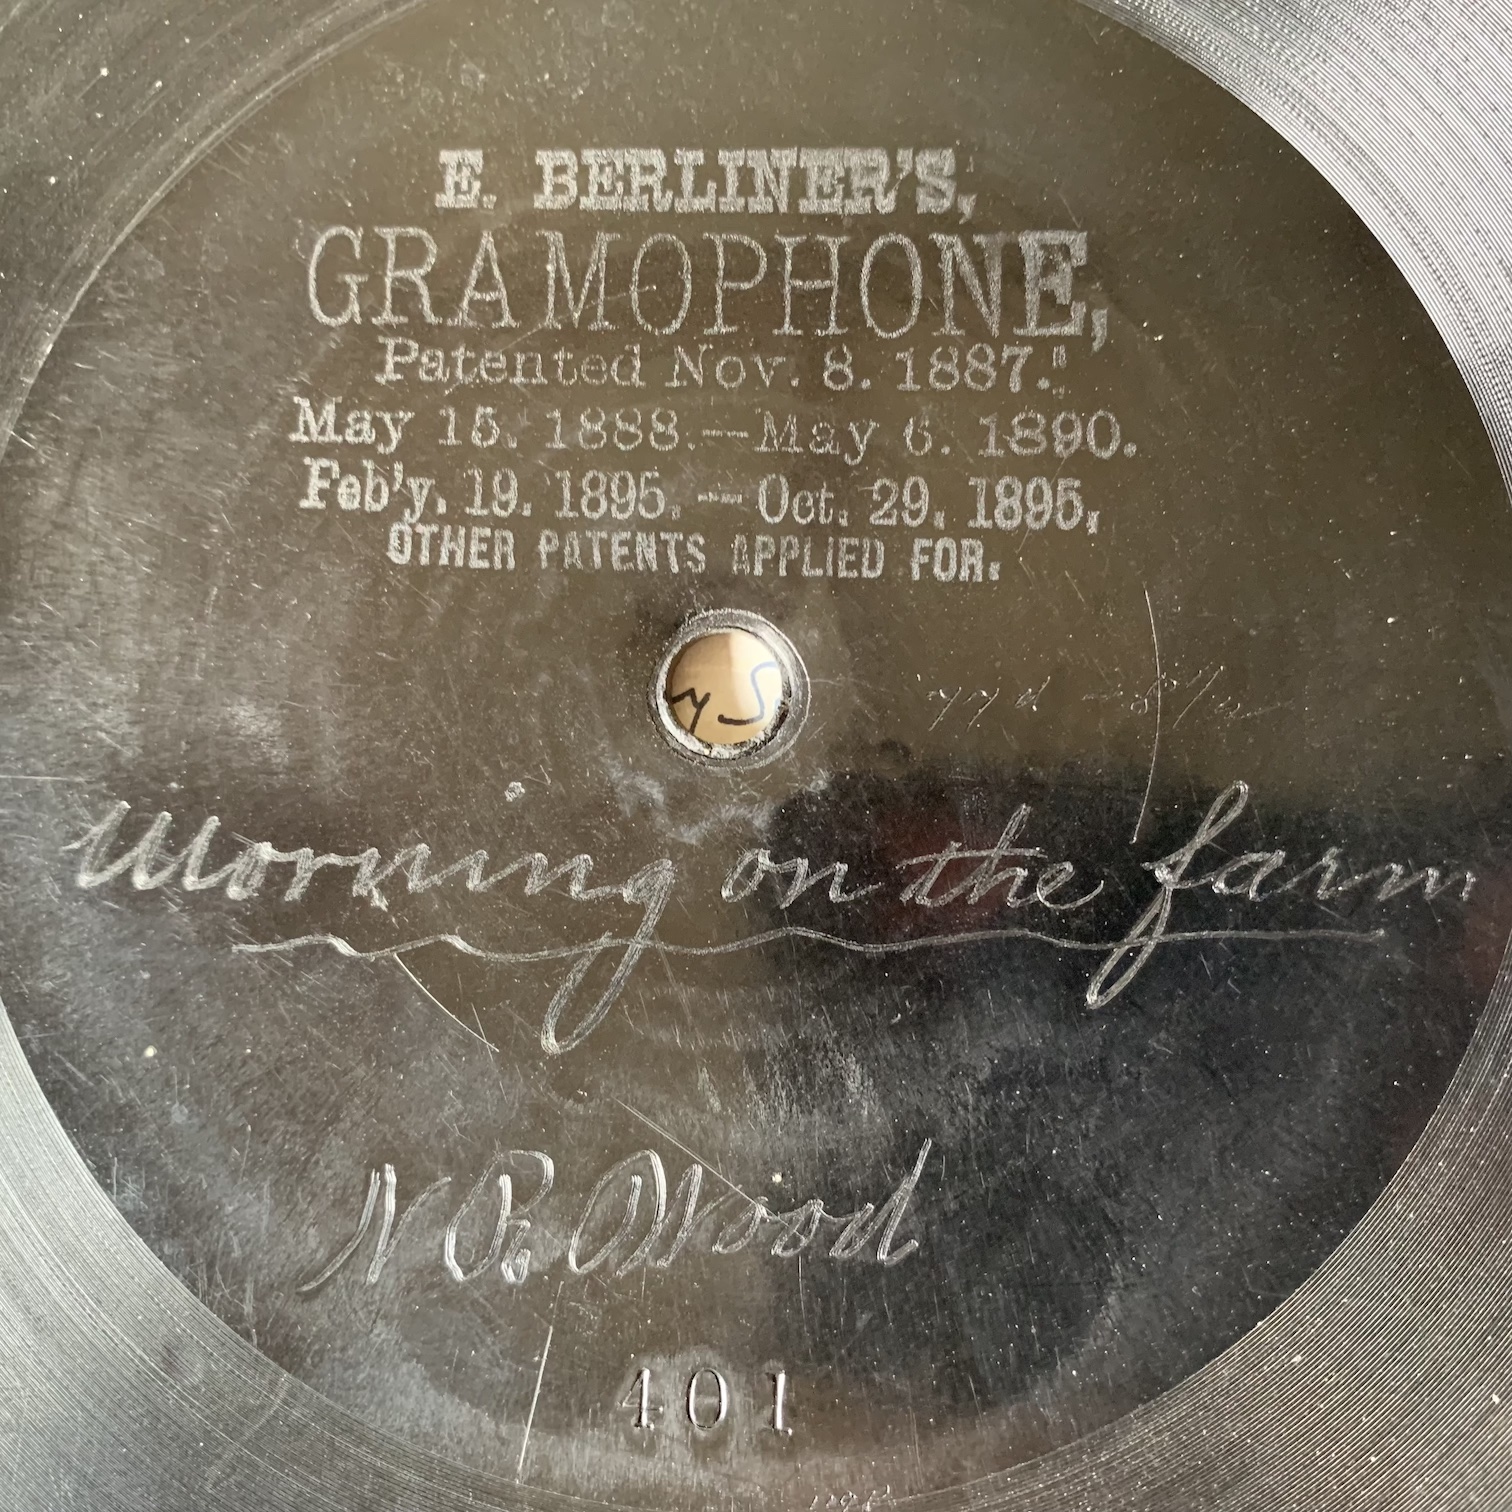 E. BERLINER'S,
GRAMOPHONE,
Patented Nov. 8. 1887.
May 15, 1888.—May 6. 1890.
Feb'y. 19. 1895.—Oct. 29. 1895.
OTHER PATENTS APPLIED FOR.
Morning on the farm
N R Wood
401